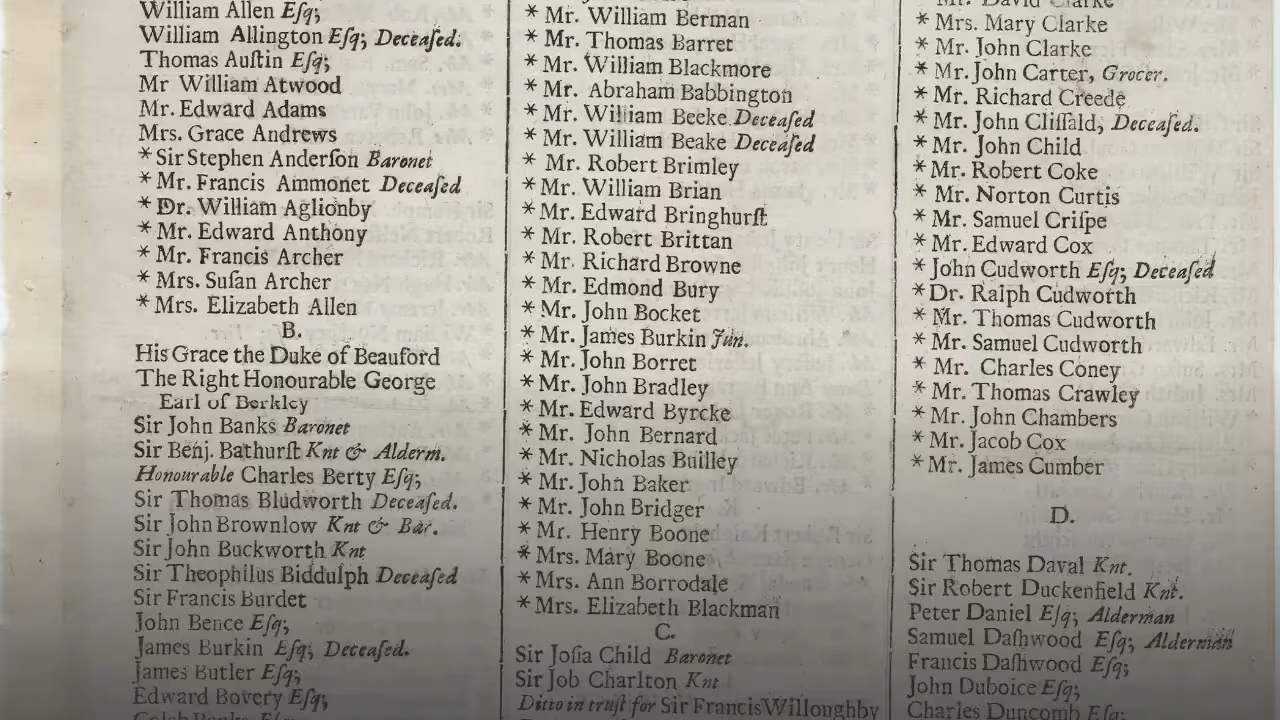 William Allen Eſq;
William Allington Eſq; Deceaſed.
Thomas Auſtin Eſq;
Mr William Atwood
Mr. Edward Adams
Mrs. Grace Andrews
* Sir Stephen Anderſon Baronet
* Mr. Francis Ammonet Deceaſed
* Dr. William Aglionby
* Mr. Edward Anthony
* Mr. Francis Archer
* Mrs. Suſan Archer
* Mrs. Elizabeth Allen
B.
His Grace the Duke of Beauford
The Right Honourable George
Earl of Berkley
Sir John Banks Baronet
Sir Benj. Bathurſt Knt & Alderm.
Honourable Charles Berty Eſq;
Sir Thomas Bludworth Deceaſed.
Sir John Brownlow Knt & Bar.
Sir John Buckworth Knt
Sir Theophilus Biddulph Deceaſed
Sir Francis Burdet
John Bence Eſq;
James Burkin Eſq; Deceaſed.
James Butler Eſq;
Edward Bovery Eſq;
* Mr. William Berman
* Mr. Thomas Barret
* Mr. William Blackmore
* Mr. Abraham Babbington
* Mr. William Beeke Deceaſed
* Mr. William Beake Deceaſed
* Mr. Robert Brimley
* Mr. William Brian
* Mr. Edward Bringhurſt
* Mr. Robert Brittan
* Mr. Richard Browne
* Mr. Edmond Bury
* Mr. John Bocket
* Mr. James Burkin Jun.
* Mr. John Borret
* Mr. John Bradley
* Mr. Edward Byrcke
* Mr. John Bernard
* Mr. Nicholas Builley
* Mr. John Baker
* Mr. John Bridger
* Mr. Henry Boone
* Mrs. Mary Boone
* Mrs. Ann Borrodale
* Mrs. Elizabeth Blackman
C.
Sir Joſia Child Baronet
Sir Job Charlton Knt
Ditto in truſt for Sir Francis Willoughby
Mr. David Clarke
* Mrs. Mary Clarke
* Mr. John Clarke
* Mr. John Carter, Grocer.
* Mr. Richard Creede
* Mr. John Cliſſald, Deceaſed.
* Mr. John Child
* Mr. Robert Coke
* Mr. Norton Curtis
* Mr. Samuel Criſpe
* Mr. Edward Cox
* John Cudworth Eſq; Deceaſed
* Dr. Ralph Cudworth
* Mr. Thomas Cudworth
* Mr. Samuel Cudworth
* Mr. Charles Coney
* Mr. Thomas Crawley
* Mr. John Chambers
* Mr. Jacob Cox
* Mr. James Cumber
D.
Sir Thomas Daval Knt.
Sir Robert Duckenfield Knt.
Peter Daniel Eſq; Alderman
Samuel Daſhwood Eſq; Alderman
Francis Daſhwood Eſq;
John Duboice Eſq;
Charles Duncomb Eſq;